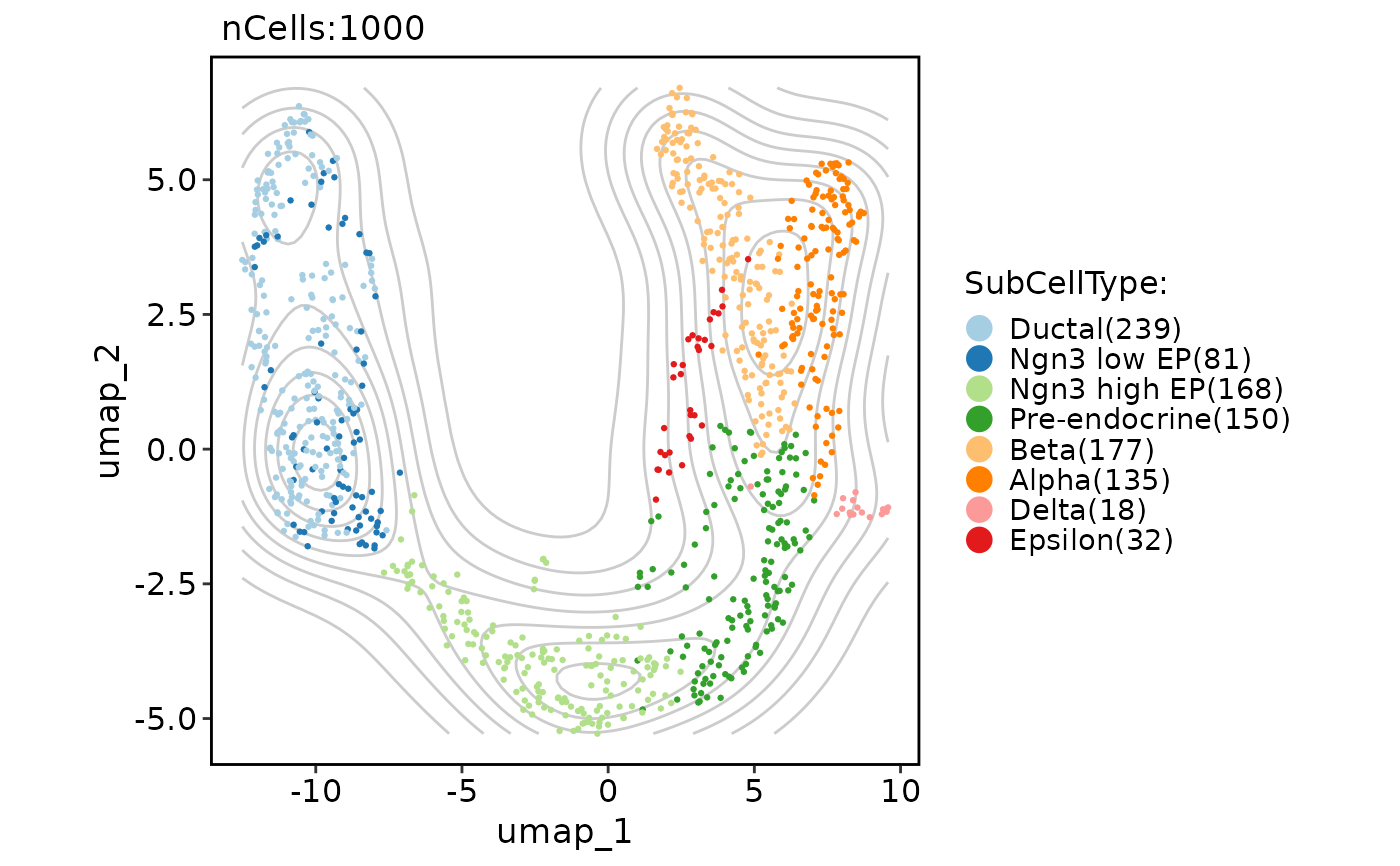 nCells:1000
umap_2
5.0
2.5
0.0
-2.5
-5.0
-10
-5
0
5
10
umap_1
SubCellType:
Ductal(239)
Ngn3 low EP(81)
Ngn3 high EP(168)
Pre-endocrine(150)
Beta(177)
Alpha(135)
Delta(18)
Epsilon(32)